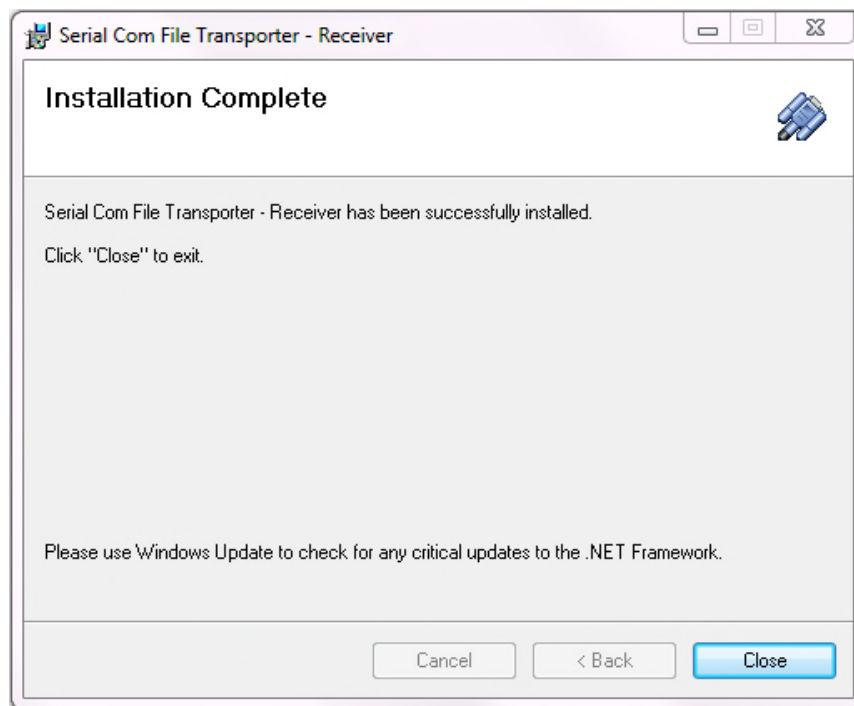 Serial Com File Transporter - Receiver
Installation Complete
Serial Com File Transporter - Receiver has been successfully installed.
Click "Close" to exit.
Please use Windows Update to check for any critical updates to the .NET Framework.
Cancel
< Back
Close